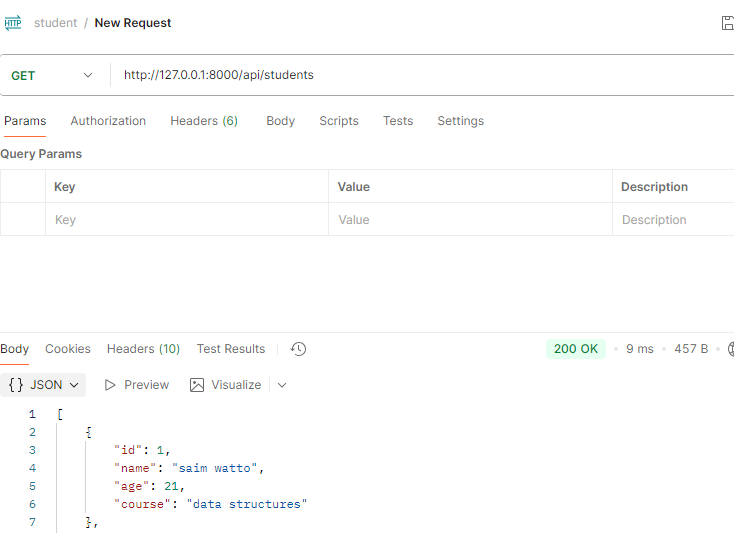 HTTP student / New Request
GET http://127.0.0.1:8000/api/students
Params Authorization Headers (6) Body Scripts Tests Settings
Query Params
Key Value Description
Key Value Description
Body Cookies Headers (10) Test Results 200 OK • 9 ms • 457 B •
{} JSON Preview Visualize
1 [
2 {
3 "id": 1,
4 "name": "saim watto",
5 "age": 21,
6 "course": "data structures"
7 },